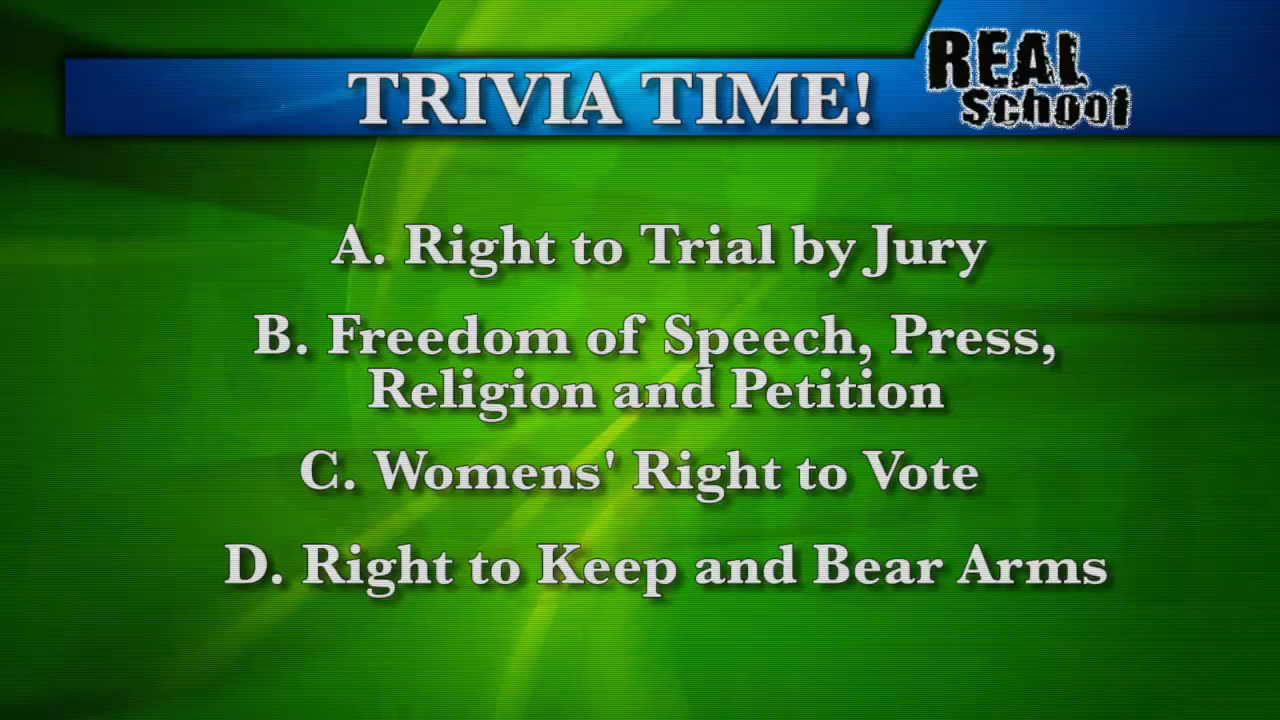 REAL
School
TRIVIA TIME!
A. Right to Trial by Jury
B. Freedom of Speech, Press,
Religion and Petition
C. Womens' Right to Vote
D. Right to Keep and Bear Arms